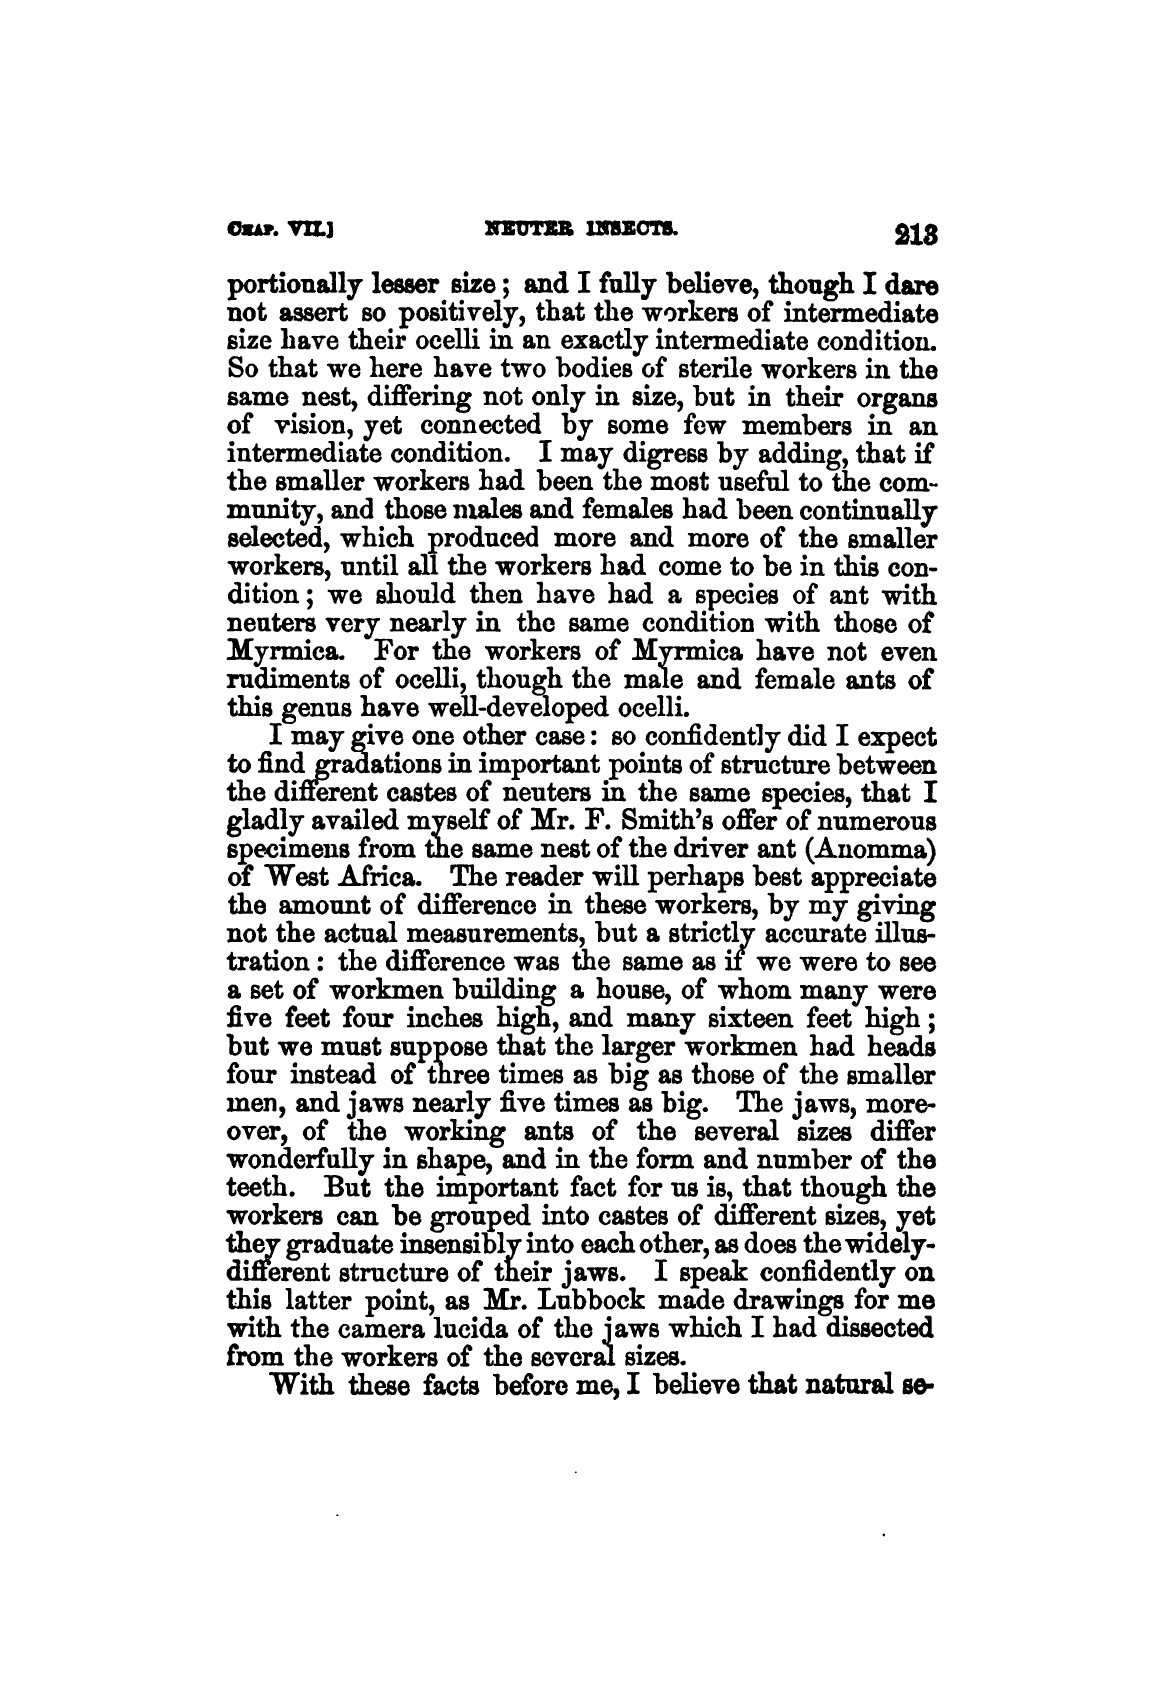 CHAP. VII.] NEUTER INSECTS. 213
portionally lesser size; and I fully believe, though I dare
not assert so positively, that the workers of intermediate
size have their ocelli in an exactly intermediate condition.
So that we here have two bodies of sterile workers in the
same nest, differing not only in size, but in their organs
of vision, yet connected by some few members in an
intermediate condition. I may digress by adding, that if
the smaller workers had been the most useful to the com-
munity, and those males and females had been continually
selected, which produced more and more of the smaller
workers, until all the workers had come to be in this con-
dition; we should then have had a species of ant with
neuters very nearly in the same condition with those of
Myrmica. For the workers of Myrmica have not even
rudiments of ocelli, though the male and female ants of
this genus have well-developed ocelli.
I may give one other case: so confidently did I expect
to find gradations in important points of structure between
the different castes of neuters in the same species, that I
gladly availed myself of Mr. F. Smith's offer of numerous
specimens from the same nest of the driver ant (Anomma)
of West Africa. The reader will perhaps best appreciate
the amount of difference in these workers, by my giving
not the actual measurements, but a strictly accurate illus-
tration: the difference was the same as if we were to see
a set of workmen building a house, of whom many were
five feet four inches high, and many sixteen feet high;
but we must suppose that the larger workmen had heads
four instead of three times as big as those of the smaller
men, and jaws nearly five times as big. The jaws, more-
over, of the working ants of the several sizes differ
wonderfully in shape, and in the form and number of the
teeth. But the important fact for us is, that though the
workers can be grouped into castes of different sizes, yet
they graduate insensibly into each other, as does the widely-
different structure of their jaws. I speak confidently on
this latter point, as Mr. Lubbock made drawings for me
with the camera lucida of the jaws which I had dissected
from the workers of the several sizes.
With these facts before me, I believe that natural se-